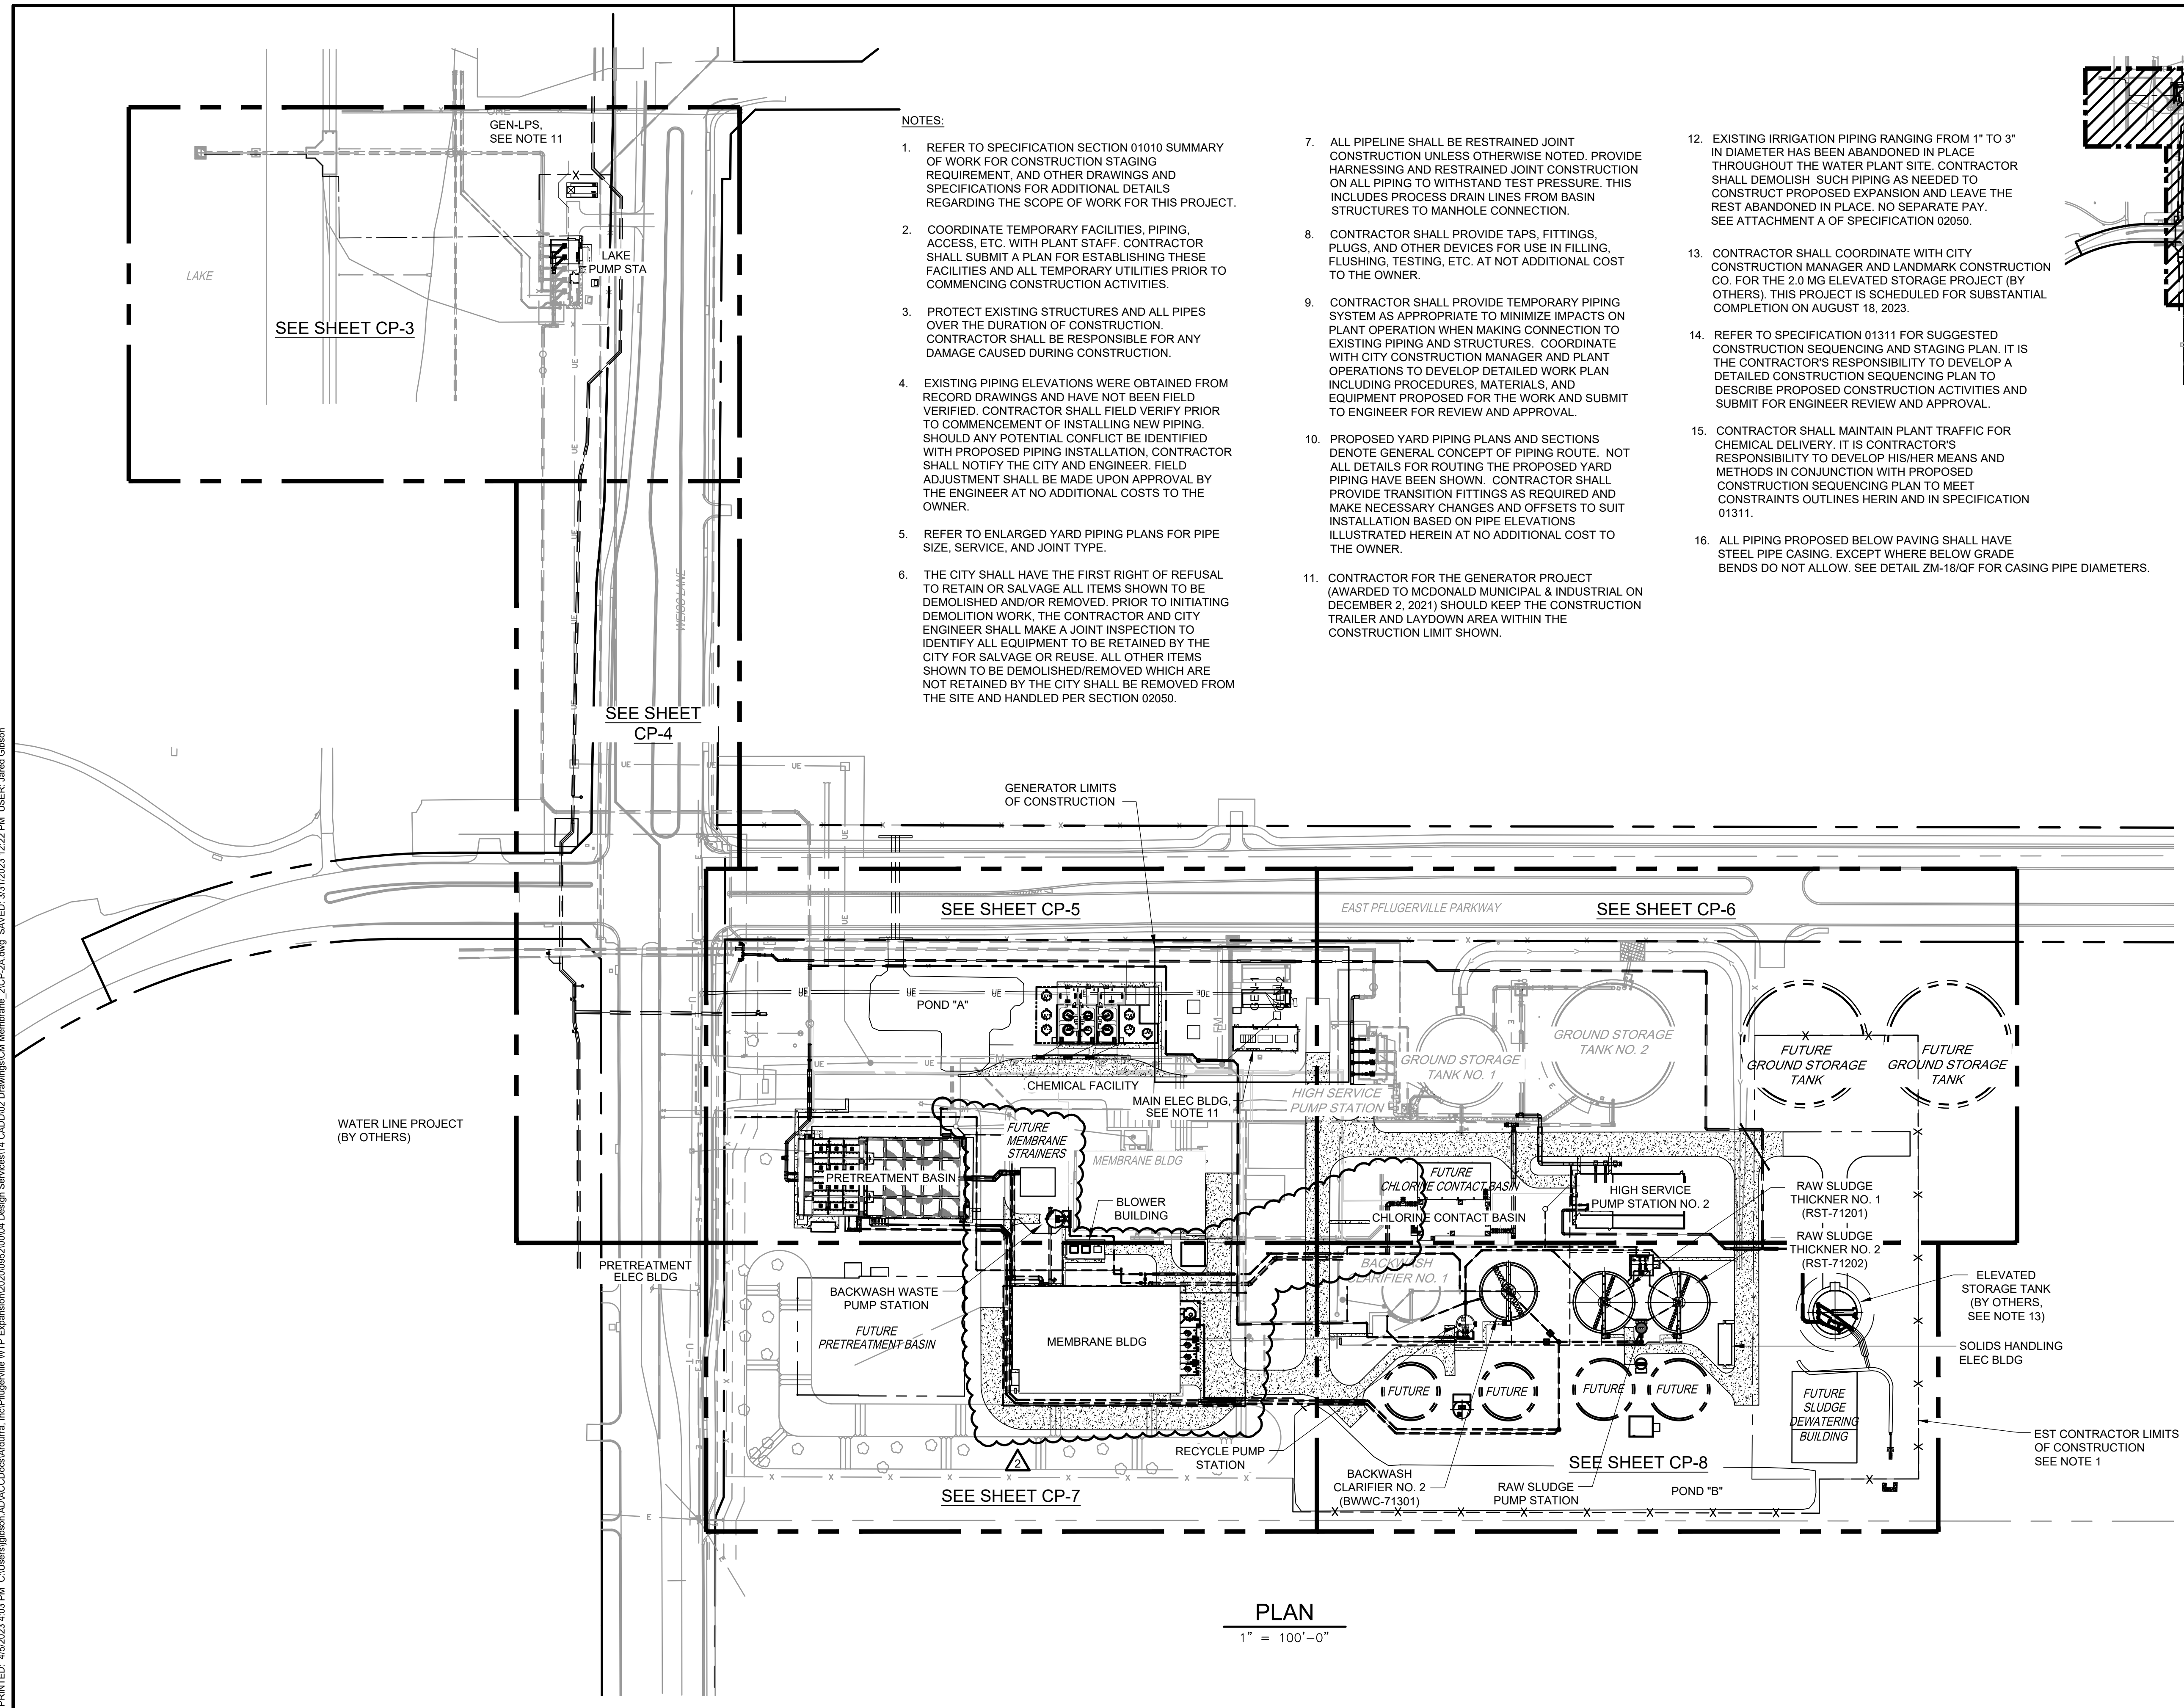 NOTES:
1. REFER TO SPECIFICATION SECTION 01010 SUMMARY
OF WORK FOR CONSTRUCTION STAGING
REQUIREMENT, AND OTHER DRAWINGS AND
SPECIFICATIONS FOR ADDITIONAL DETAILS
REGARDING THE SCOPE OF WORK FOR THIS PROJECT.
2. COORDINATE TEMPORARY FACILITIES, PIPING,
ACCESS, ETC. WITH PLANT STAFF. CONTRACTOR
SHALL SUBMIT A PLAN FOR ESTABLISHING THESE
FACILITIES AND ALL TEMPORARY UTILITIES PRIOR TO
COMMENCING CONSTRUCTION ACTIVITIES.
3. PROTECT EXISTING STRUCTURES AND ALL PIPES
OVER THE DURATION OF CONSTRUCTION.
CONTRACTOR SHALL BE RESPONSIBLE FOR ANY
DAMAGE CAUSED DURING CONSTRUCTION.
4. EXISTING PIPING ELEVATIONS WERE OBTAINED FROM
RECORD DRAWINGS AND HAVE NOT BEEN FIELD
VERIFIED. CONTRACTOR SHALL FIELD VERIFY PRIOR
TO COMMENCEMENT OF INSTALLING NEW PIPING.
SHOULD ANY POTENTIAL CONFLICT BE IDENTIFIED
WITH PROPOSED PIPING INSTALLATION, CONTRACTOR
SHALL NOTIFY THE CITY AND ENGINEER. FIELD
ADJUSTMENT SHALL BE MADE UPON APPROVAL BY
THE ENGINEER AT NO ADDITIONAL COSTS TO THE
OWNER.
5. REFER TO ENLARGED YARD PIPING PLANS FOR PIPE
SIZE, SERVICE, AND JOINT TYPE.
6. THE CITY SHALL HAVE THE FIRST RIGHT OF REFUSAL
TO RETAIN OR SALVAGE ALL ITEMS SHOWN TO BE
DEMOLISHED AND/OR REMOVED. PRIOR TO INITIATING
DEMOLITION WORK, THE CONTRACTOR AND CITY
ENGINEER SHALL MAKE A JOINT INSPECTION TO
IDENTIFY ALL EQUIPMENT TO BE RETAINED BY THE
CITY FOR SALVAGE OR REUSE. ALL OTHER ITEMS
SHOWN TO BE DEMOLISHED/REMOVED WHICH ARE
NOT RETAINED BY THE CITY SHALL BE REMOVED FROM
THE SITE AND HANDLED PER SECTION 02050.
7. ALL PIPELINE SHALL BE RESTRAINED JOINT
CONSTRUCTION UNLESS OTHERWISE NOTED. PROVIDE
HARNESSING AND RESTRAINED JOINT CONSTRUCTION
ON ALL PIPING TO WITHSTAND TEST PRESSURE. THIS
INCLUDES PROCESS DRAIN LINES FROM BASIN
STRUCTURES TO MANHOLE CONNECTION.
8. CONTRACTOR SHALL PROVIDE TAPS, FITTINGS,
PLUGS, AND OTHER DEVICES FOR USE IN FILLING,
FLUSHING, TESTING, ETC. AT NOT ADDITIONAL COST
TO THE OWNER.
9. CONTRACTOR SHALL PROVIDE TEMPORARY PIPING
SYSTEM AS APPROPRIATE TO MINIMIZE IMPACTS ON
PLANT OPERATION WHEN MAKING CONNECTION TO
EXISTING PIPING AND STRUCTURES. COORDINATE
WITH CITY CONSTRUCTION MANAGER AND PLANT
OPERATIONS TO DEVELOP DETAILED WORK PLAN
INCLUDING PROCEDURES, MATERIALS, AND
EQUIPMENT PROPOSED FOR THE WORK AND SUBMIT
TO ENGINEER FOR REVIEW AND APPROVAL.
10. PROPOSED YARD PIPING PLANS AND SECTIONS
DENOTE GENERAL CONCEPT OF PIPING ROUTE. NOT
ALL DETAILS FOR ROUTING THE PROPOSED YARD
PIPING HAVE BEEN SHOWN. CONTRACTOR SHALL
PROVIDE TRANSITION FITTINGS AS REQUIRED AND
MAKE NECESSARY CHANGES AND OFFSETS TO SUIT
INSTALLATION BASED ON PIPE ELEVATIONS
ILLUSTRATED HEREIN AT NO ADDITIONAL COST TO
THE OWNER.
11. CONTRACTOR FOR THE GENERATOR PROJECT
(AWARDED TO MCDONALD MUNICIPAL & INDUSTRIAL ON
DECEMBER 2, 2021) SHOULD KEEP THE CONSTRUCTION
TRAILER AND LAYDOWN AREA WITHIN THE
CONSTRUCTION LIMIT SHOWN.
12. EXISTING IRRIGATION PIPING RANGING FROM 1" TO 3"
IN DIAMETER HAS BEEN ABANDONED IN PLACE
THROUGHOUT THE WATER PLANT SITE. CONTRACTOR
SHALL DEMOLISH SUCH PIPING AS NEEDED TO
CONSTRUCT PROPOSED EXPANSION AND LEAVE THE
REST ABANDONED IN PLACE. NO SEPARATE PAY.
SEE ATTACHMENT A OF SPECIFICATION 02050.
13. CONTRACTOR SHALL COORDINATE WITH CITY
CONSTRUCTION MANAGER AND LANDMARK CONSTRUCTION
CO. FOR THE 2.0 MG ELEVATED STORAGE PROJECT (BY
OTHERS). THIS PROJECT IS SCHEDULED FOR SUBSTANTIAL
COMPLETION ON AUGUST 18, 2023.
14. REFER TO SPECIFICATION 01311 FOR SUGGESTED
CONSTRUCTION SEQUENCING AND STAGING PLAN. IT IS
THE CONTRACTOR'S RESPONSIBILITY TO DEVELOP A
DETAILED CONSTRUCTION SEQUENCING PLAN TO
DESCRIBE PROPOSED CONSTRUCTION ACTIVITIES AND
SUBMIT FOR ENGINEER REVIEW AND APPROVAL.
15. CONTRACTOR SHALL MAINTAIN PLANT TRAFFIC FOR
CHEMICAL DELIVERY. IT IS CONTRACTOR'S
RESPONSIBILITY TO DEVELOP HIS/HER MEANS AND
METHODS IN CONJUNCTION WITH PROPOSED
CONSTRUCTION SEQUENCING PLAN TO MEET
CONSTRAINTS OUTLINES HERIN AND IN SPECIFICATION
01311.
16. ALL PIPING PROPOSED BELOW PAVING SHALL HAVE
STEEL PIPE CASING. EXCEPT WHERE BELOW GRADE
BENDS DO NOT ALLOW. SEE DETAIL ZM-18/QF FOR CASING PIPE DIAMETERS.
GEN-LPS,
SEE NOTE 11
LAKE
PUMP STA
LAKE
SEE SHEET CP-3
WEISS LANE
SEE SHEET
CP-4
UE
UE
UE
GENERATOR LIMITS
OF CONSTRUCTION
SEE SHEET CP-5
EAST PFLUGERVILLE PARKWAY
SEE SHEET CP-6
POND "A"
GEN-1
GEN-2
CHEMICAL FACILITY
MAIN ELEC BLDG,
SEE NOTE 11
HIGH SERVICE
PUMP STATION
GROUND STORAGE
TANK NO. 1
GROUND STORAGE
TANK NO. 2
FUTURE
GROUND STORAGE
TANK
FUTURE
GROUND STORAGE
TANK
WATER LINE PROJECT
(BY OTHERS)
FUTURE
MEMBRANE
STRAINERS
MEMBRANE BLDG
PRETREATMENT BASIN
BLOWER
BUILDING
FUTURE
CHLORINE CONTACT BASIN
CHLORINE CONTACT BASIN
HIGH SERVICE
PUMP STATION NO. 2
RAW SLUDGE
THICKNER NO. 1
(RST-71201)
RAW SLUDGE
THICKNER NO. 2
(RST-71202)
PRETREATMENT
ELEC BLDG
BACKWASH WASTE
PUMP STATION
FUTURE
PRETREATMENT BASIN
MEMBRANE BLDG
BACKWASH
CLARIFIER NO. 1
ELEVATED
STORAGE TANK
(BY OTHERS,
SEE NOTE 13)
SOLIDS HANDLING
ELEC BLDG
FUTURE
FUTURE
FUTURE
FUTURE
FUTURE
SLUDGE
DEWATERING
BUILDING
EST CONTRACTOR LIMITS
OF CONSTRUCTION
SEE NOTE 1
RECYCLE PUMP
STATION
2
SEE SHEET CP-7
BACKWASH
CLARIFIER NO. 2
(BWWC-71301)
RAW SLUDGE
PUMP STATION
SEE SHEET CP-8
POND "B"
PLAN
1" = 100'-0"